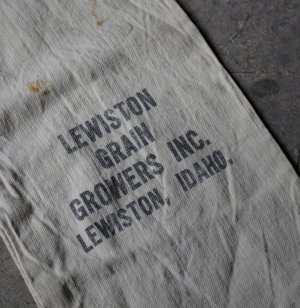 LEWISTON
GRAIN
GROWERS INC.
LEWISTON, IDAHO.